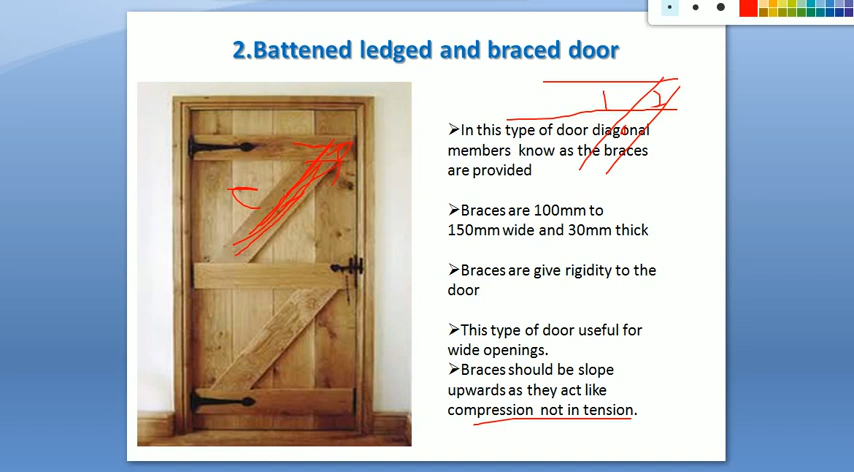 2.Battened ledged and braced door
➢In this type of door diagonal
members know as the braces
are provided
➢Braces are 100mm to
150mm wide and 30mm thick
➢Braces are give rigidity to the
door
➢This type of door useful for
wide openings.
➢Braces should be slope
upwards as they act like
compression not in tension.